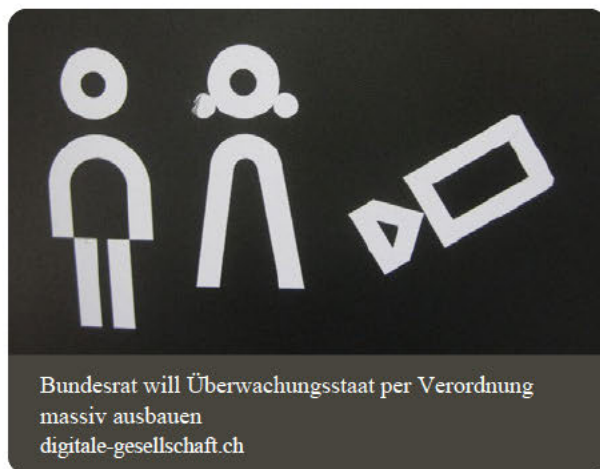 Bundesrat will Überwachungsstaat per Verordnung
massiv ausbauen
digitale-gesellschaft.ch